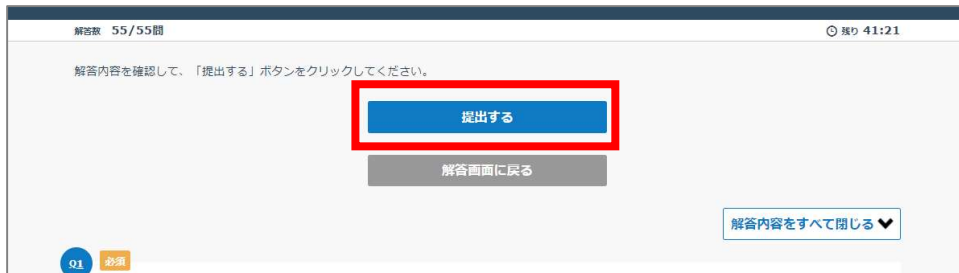 解答数 55/55問
残り 41:21
解答内容を確認して、「提出する」ボタンをクリックしてください。
提出する
解答画面に戻る
解答内容をすべて閉じる
Q1 必須